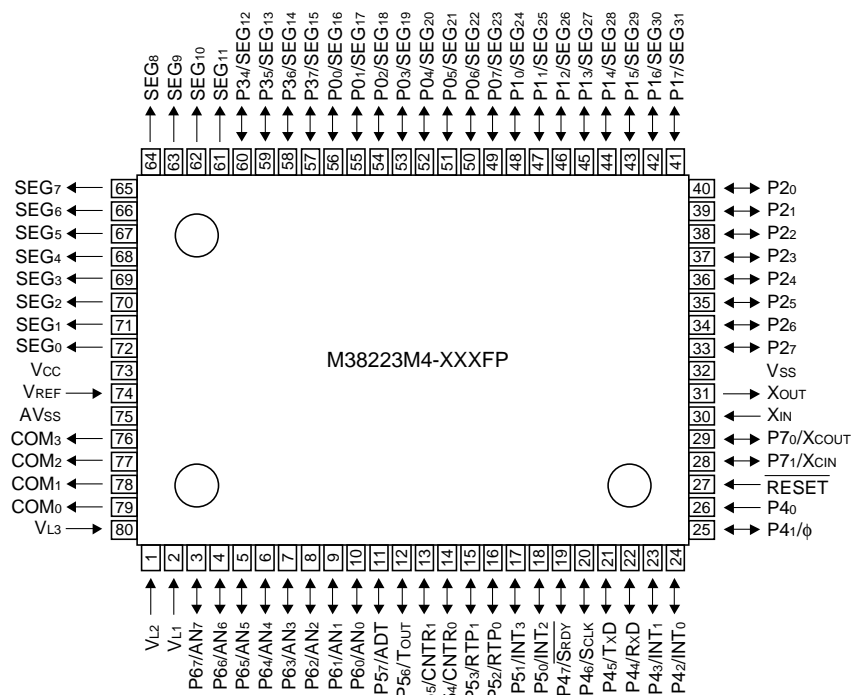 SEG8
SEG9
SEG10
SEG11
P34/SEG12
P35/SEG13
P36/SEG14
P37/SEG15
P00/SEG16
P01/SEG17
P02/SEG18
P03/SEG19
P04/SEG20
P05/SEG21
P06/SEG22
P07/SEG23
P10/SEG24
P11/SEG25
P12/SEG26
P13/SEG27
P14/SEG28
P15/SEG29
P16/SEG30
P17/SEG31
64 63 62 61 60 59 58 57 56 55 54 53 52 51 50 49 48 47 46 45 44 43 42 41
SEG7 65
SEG6 66
SEG5 67
SEG4 68
SEG3 69
SEG2 70
SEG1 71
SEG0 72
VCC 73
VREF 74
AVSS 75
COM3 76
COM2 77
COM1 78
COM0 79
VL3 80
M38223M4-XXXFP
40 P20
39 P21
38 P22
37 P23
36 P24
35 P25
34 P26
33 P27
32 VSS
31 XOUT
30 XIN
29 P70/XCOUT
28 P71/XCIN
27 RESET
26 P40
25 P41/ϕ
1 2 3 4 5 6 7 8 9 10 11 12 13 14 15 16 17 18 19 20 21 22 23 24
VL2
VL1
P67/AN7
P66/AN6
P65/AN5
P64/AN4
P63/AN3
P62/AN2
P61/AN1
P60/AN0
P57/ADT
P56/TOUT
5/CNTR1
4/CNTR0
P53/RTP1
P52/RTP0
P51/INT3
P50/INT2
P47/SRDY
P46/SCLK
P45/TXD
P44/RXD
P43/INT1
P42/INT0